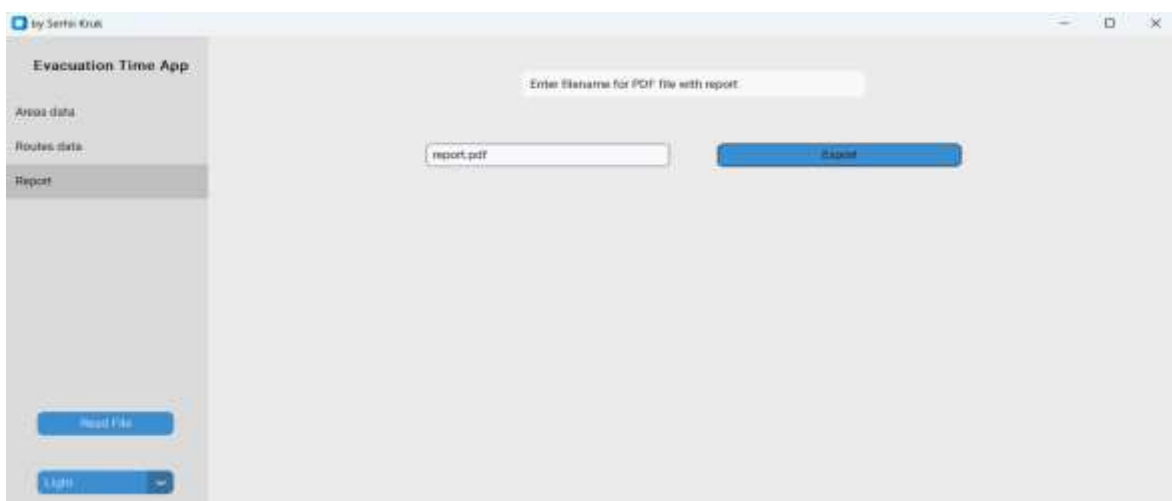 by Serhii Kruk
Evacuation Time App
Areas data
Routes data
Report
Enter filename for PDF file with report
report.pdf
Export
Read File
Light